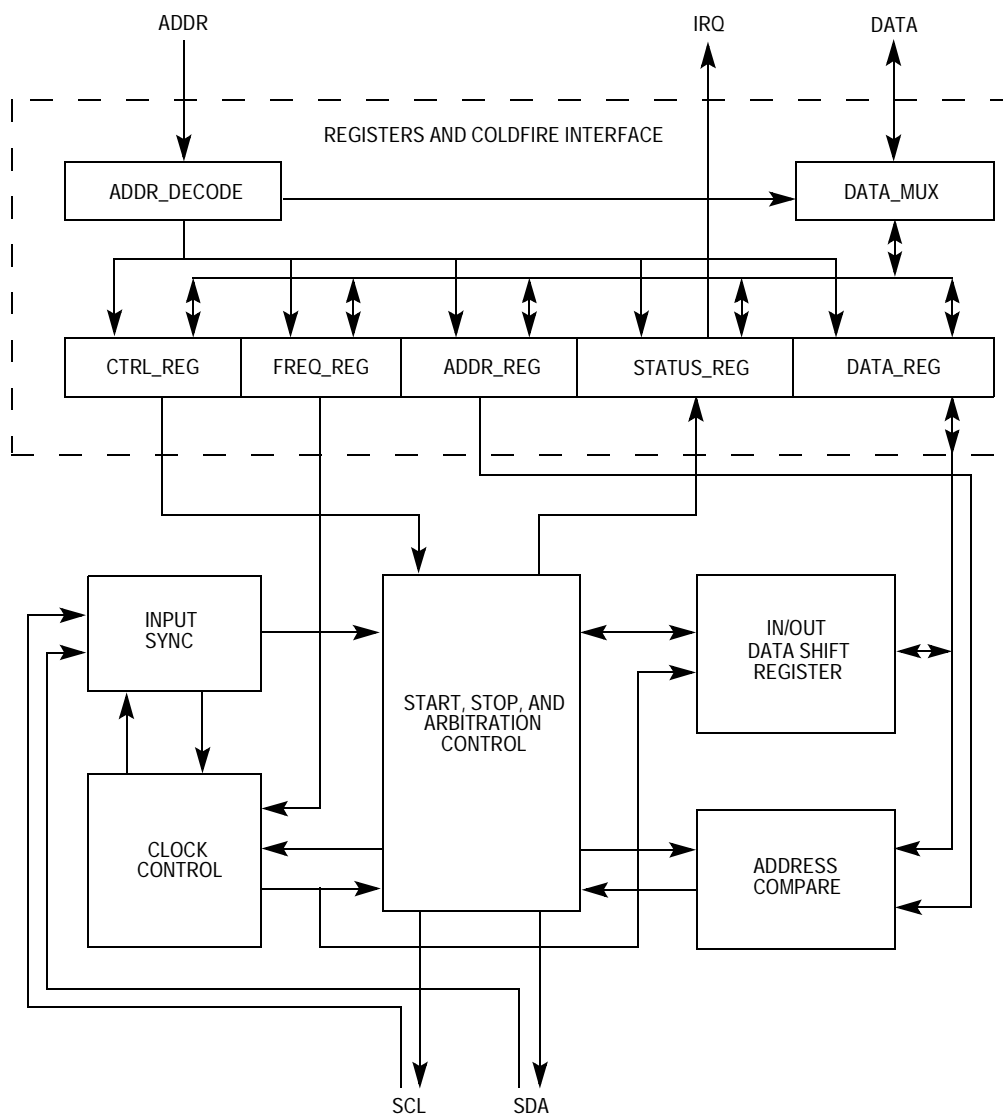 ADDR
IRQ
DATA
REGISTERS AND COLDFIRE INTERFACE
ADDR_DECODE
DATA_MUX
CTRL_REG
FREQ_REG
ADDR_REG
STATUS_REG
DATA_REG
INPUT
SYNC
START, STOP, AND
ARBITRATION
CONTROL
IN/OUT
DATA SHIFT
REGISTER
CLOCK
CONTROL
ADDRESS
COMPARE
SCL
SDA